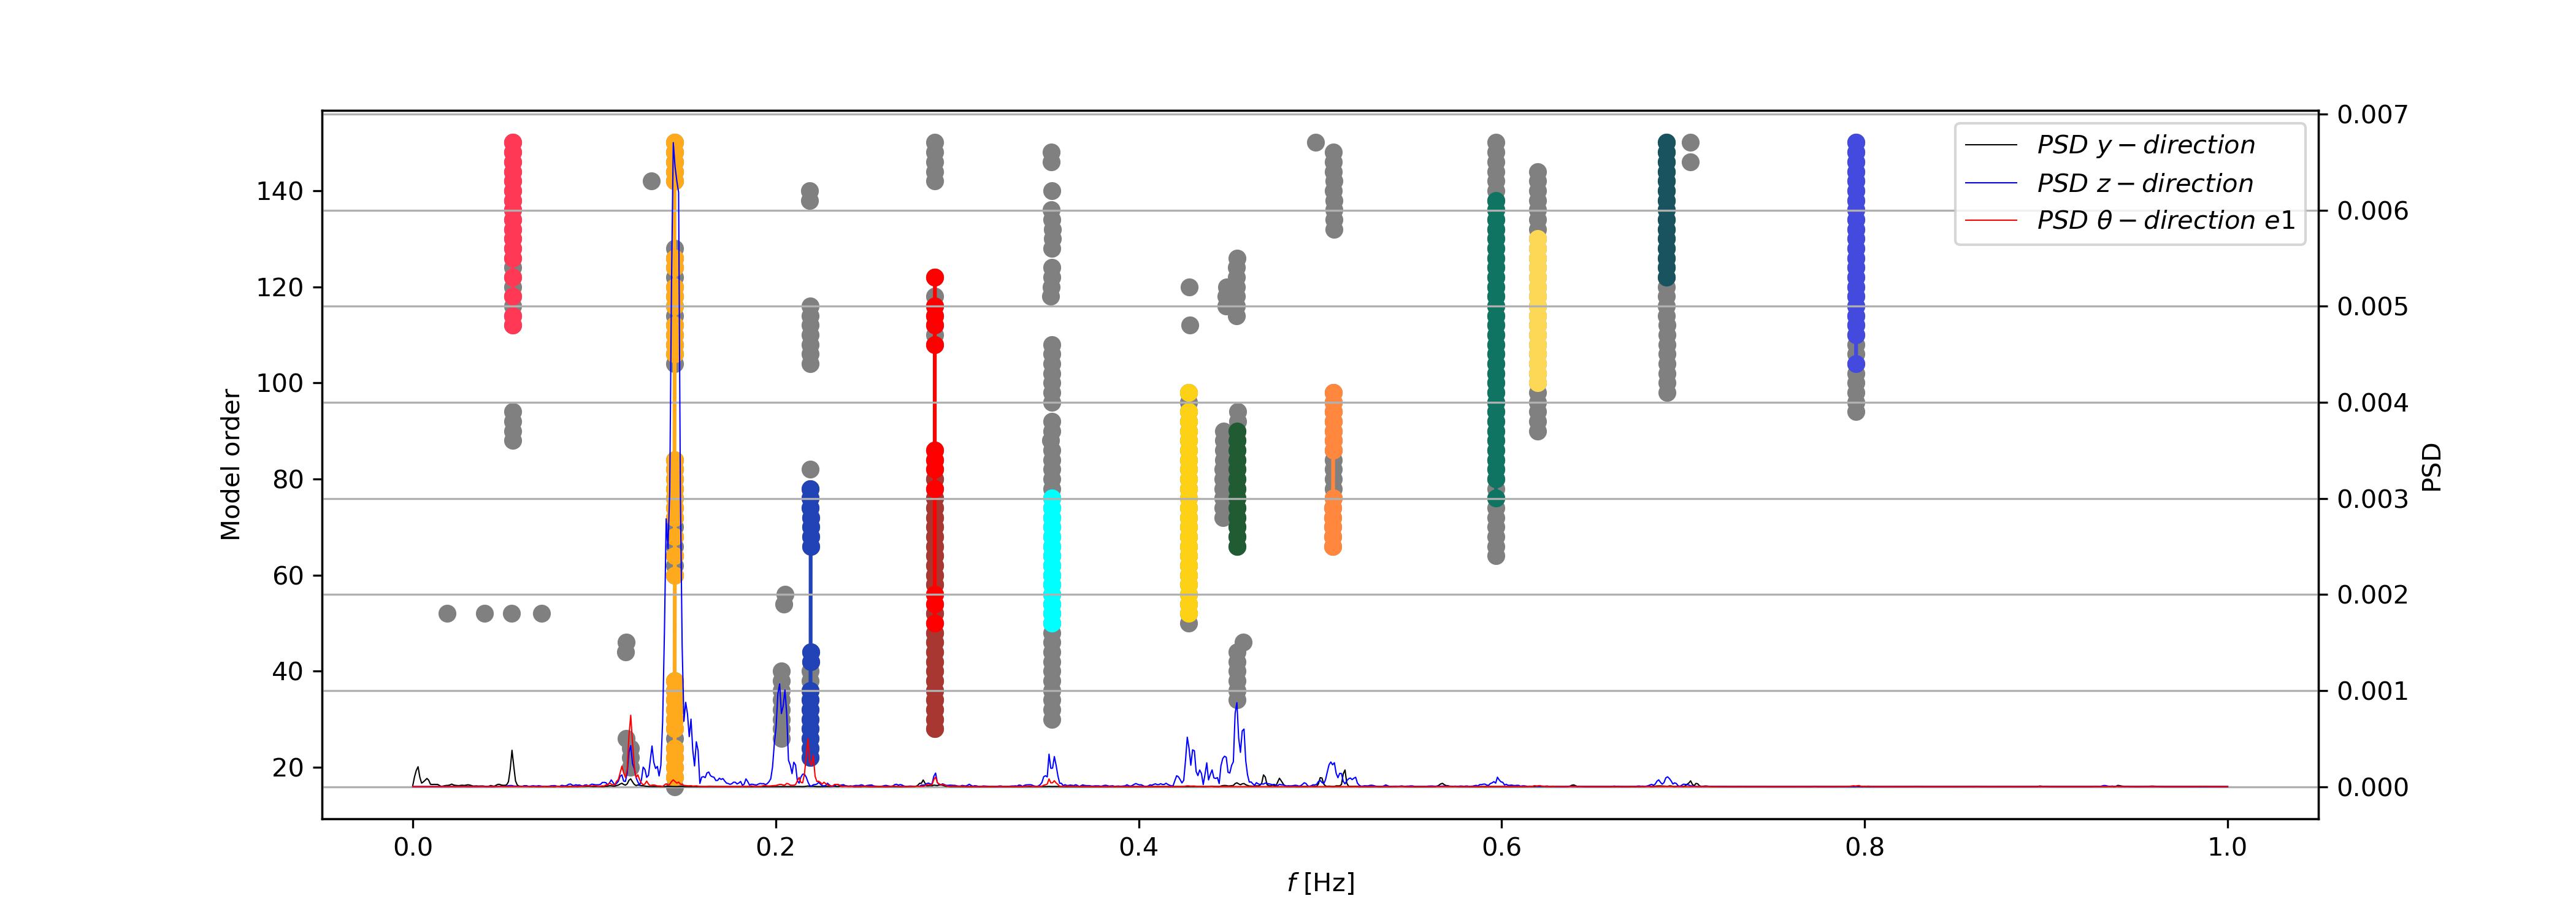 0.007
140
PSD y − direction
PSD z − direction
PSD θ − direction e1
0.006
120
0.005
100
0.004
Model order
PSD
80
0.003
60
0.002
40
0.001
20
0.000
0.0 0.2 0.4 0.6 0.8 1.0
f [Hz]